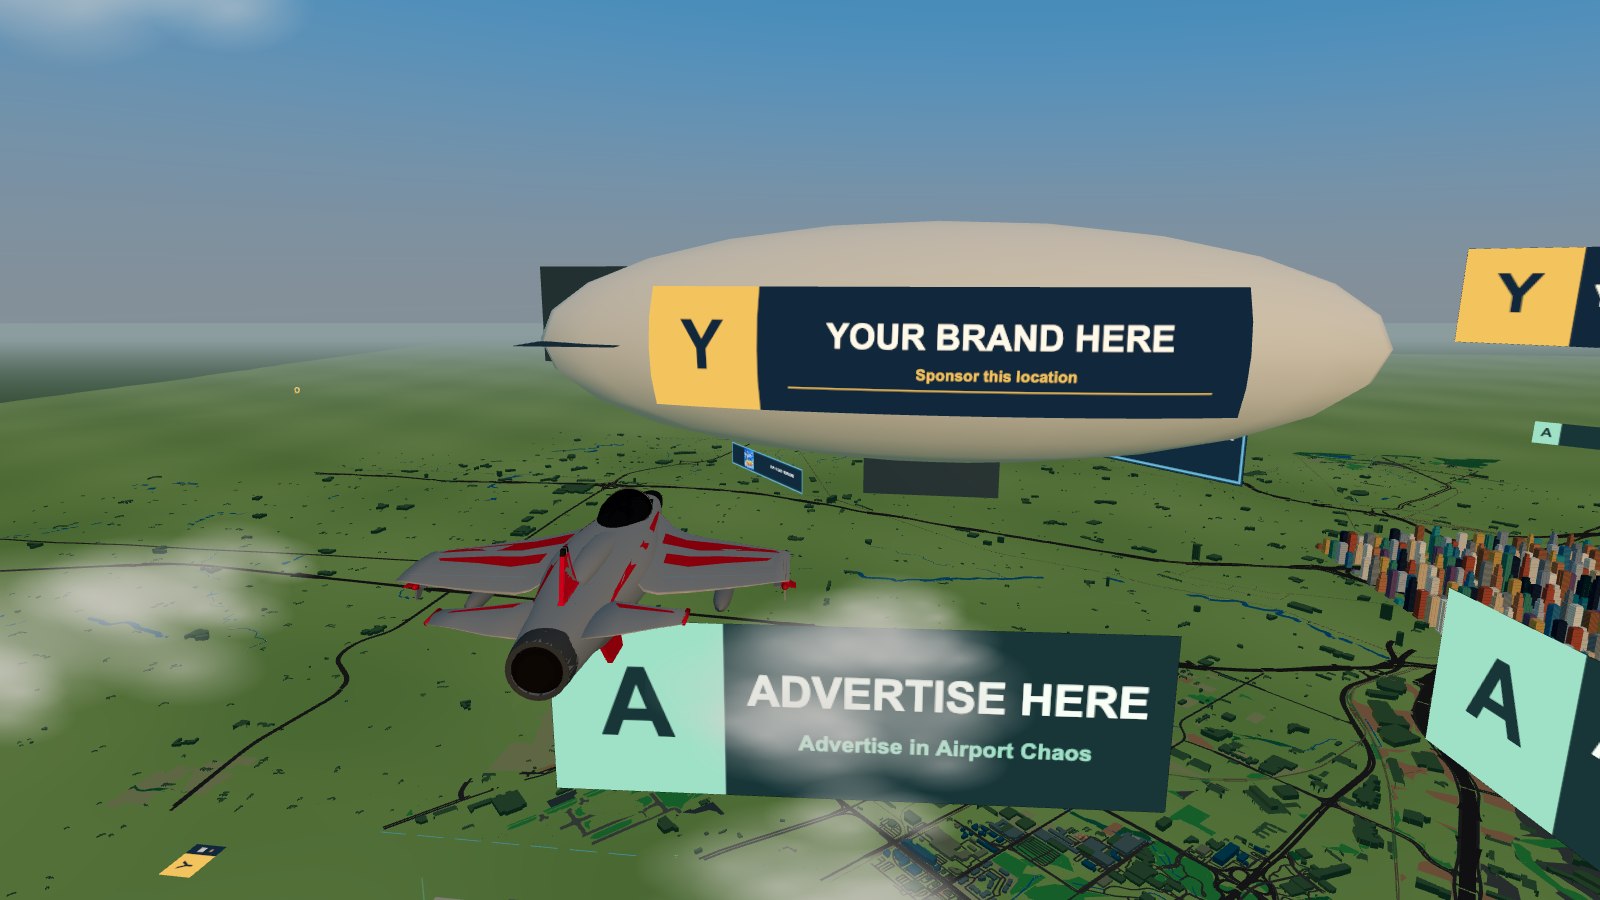 Y
YOUR BRAND HERE
Sponsor this location
Y
A
A
ADVERTISE HERE
Advertise in Airport Chaos
A
Y